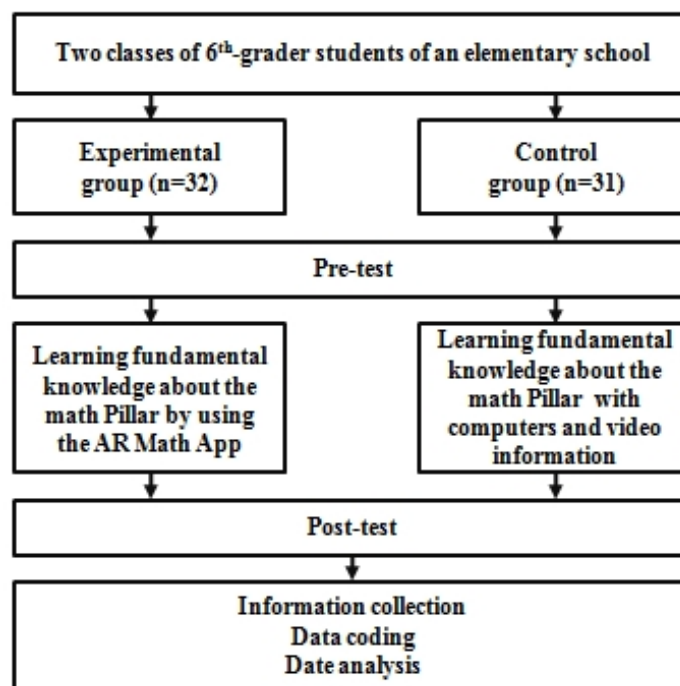 Two classes of 6th-grader students of an elementary school
Experimental
group (n=32)
Control
group (n=31)
Pre-test
Learning fundamental
knowledge about the
math Pillar by using
the AR Math App
Learning fundamental
knowledge about the
math Pillar with
computers and video
information
Post-test
Information collection
Data coding
Date analysis